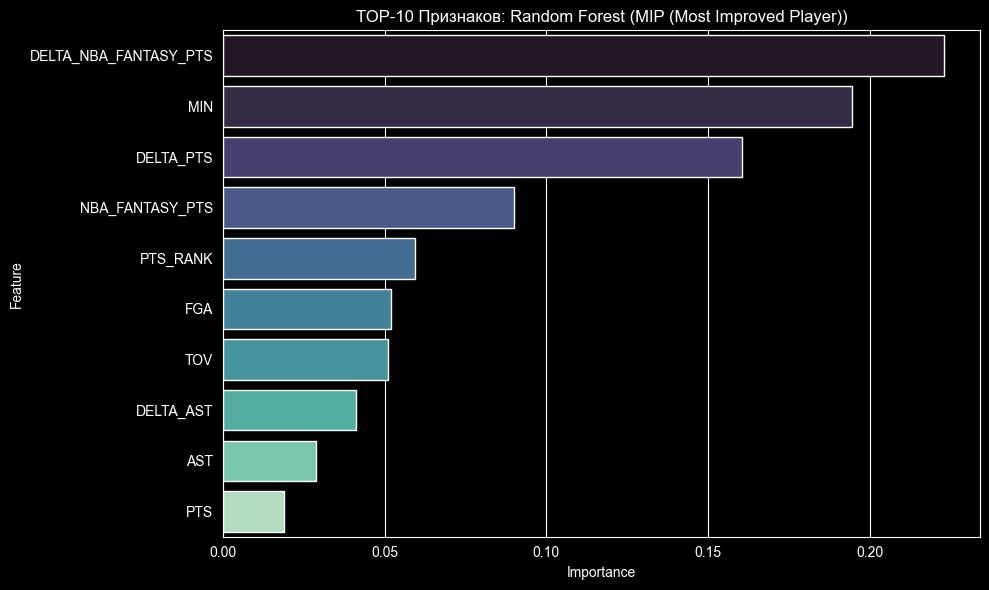 TOP-10 Признаков: Random Forest (MIP (Most Improved Player))
DELTA_NBA_FANTASY_PTS
MIN
DELTA_PTS
NBA_FANTASY_PTS
PTS_RANK
FGA
TOV
DELTA_AST
AST
PTS
Feature
0.00 0.05 0.10 0.15 0.20
Importance